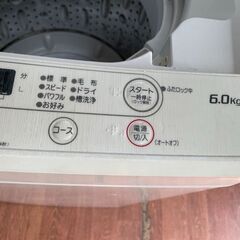 分
し
標準 毛布
スピード ドライ
パワフル 槽洗浄
お好み
スタート
一時停止
ふたロック中
6.0K
コース
電源
切/入
(オートオフ)